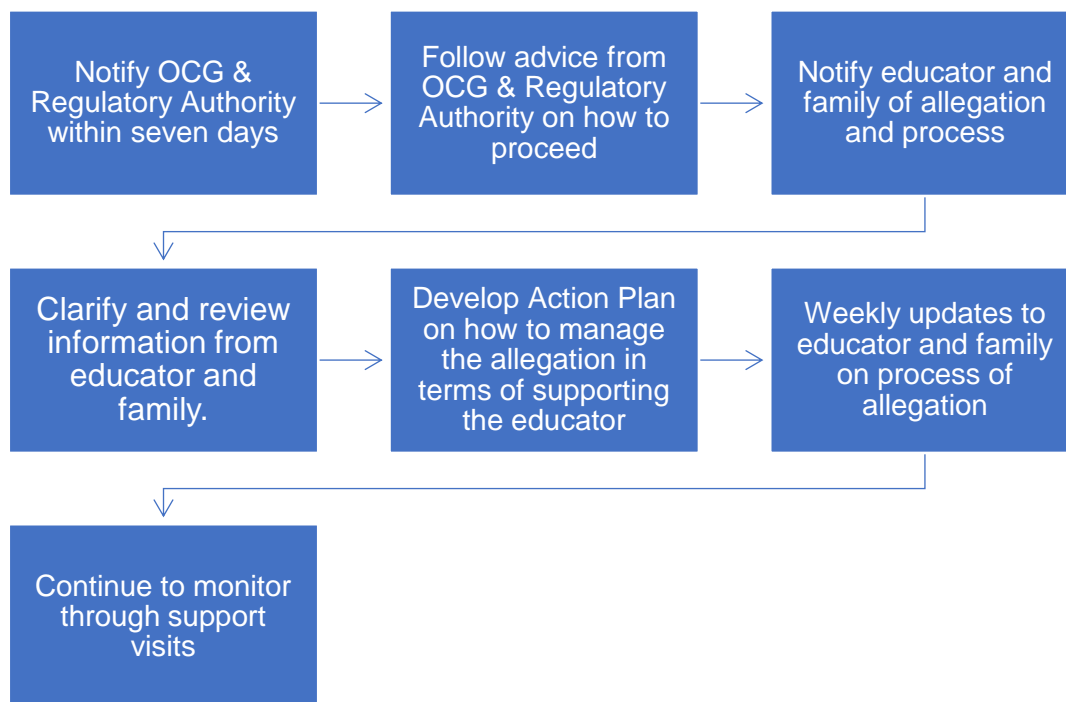 Notify OCG &
Regulatory Authority
within seven days
Follow advice from
OCG & Regulatory
Authority on how to
proceed
Notify educator and
family of allegation
and process
Clarify and review
information from
educator and
family.
Develop Action Plan
on how to manage
the allegation in
terms of supporting
the educator
Weekly updates to
educator and family
on process of
allegation
Continue to monitor
through support
visits